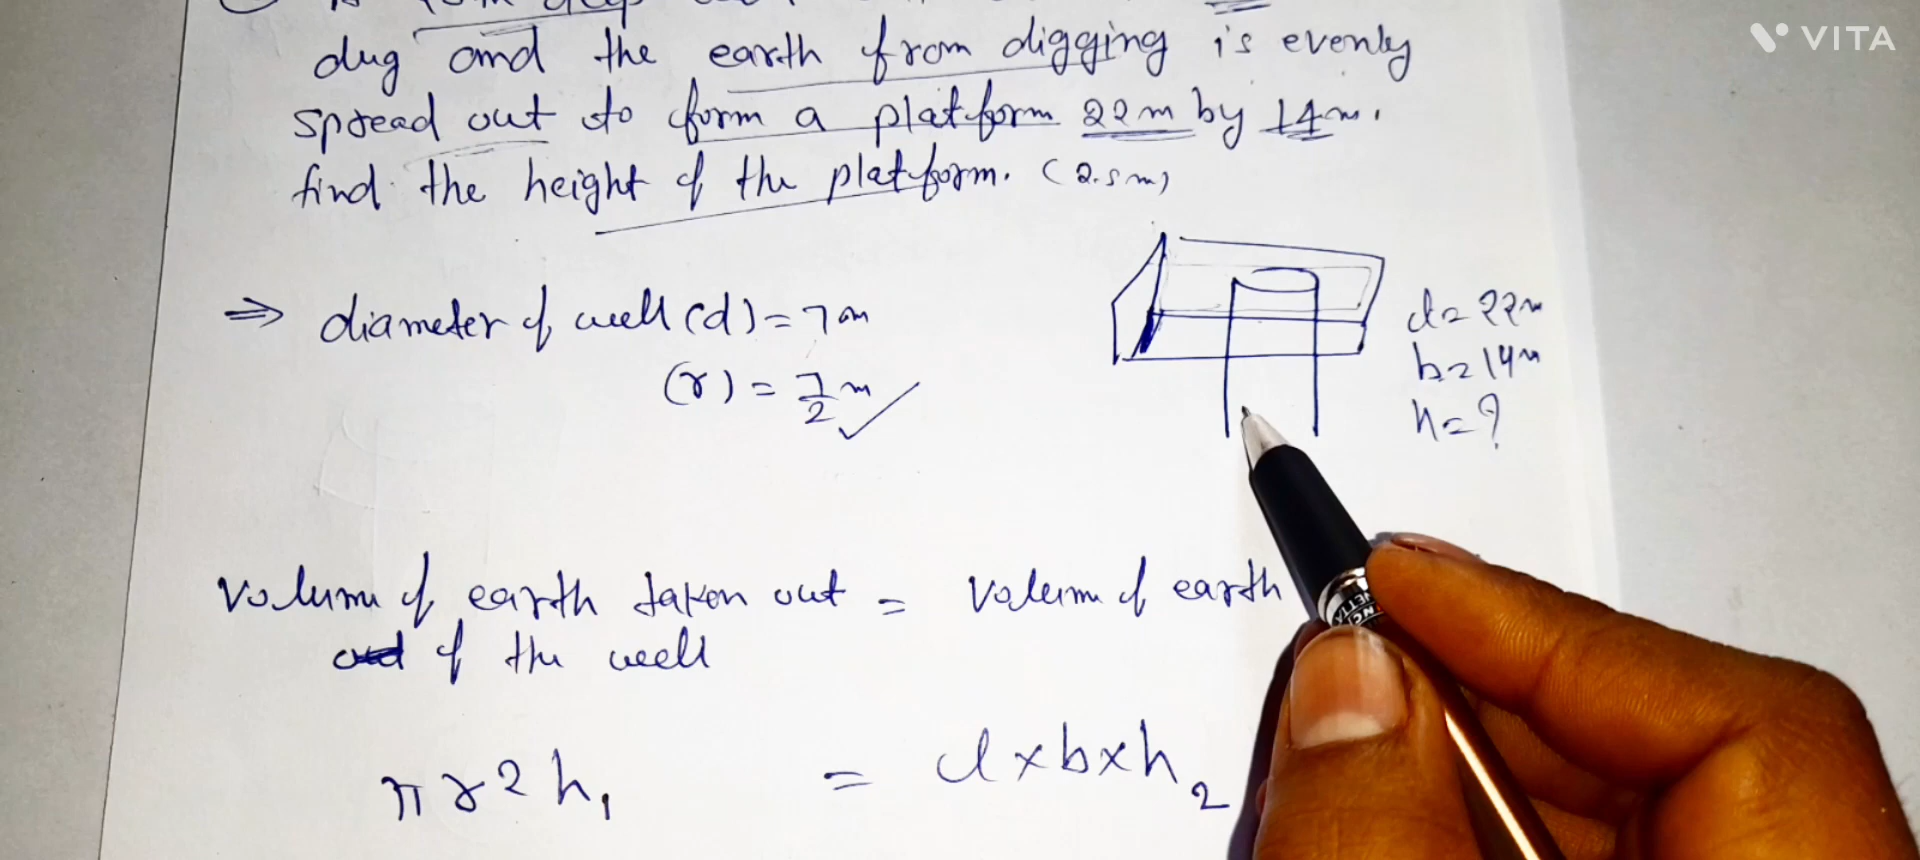 VITA
dug and the earth from digging is evenly
spread out to form a platform 22m by 14m.
find the height of the platform. (2.5m)
⇒ diameter of well (d) = 7m
(r) = 7/2 m ✓
l = 22m
b = 14m
h = ?
Volume of earth taken out = Volume of earth
of the well
πr2h1 = l×b×h2